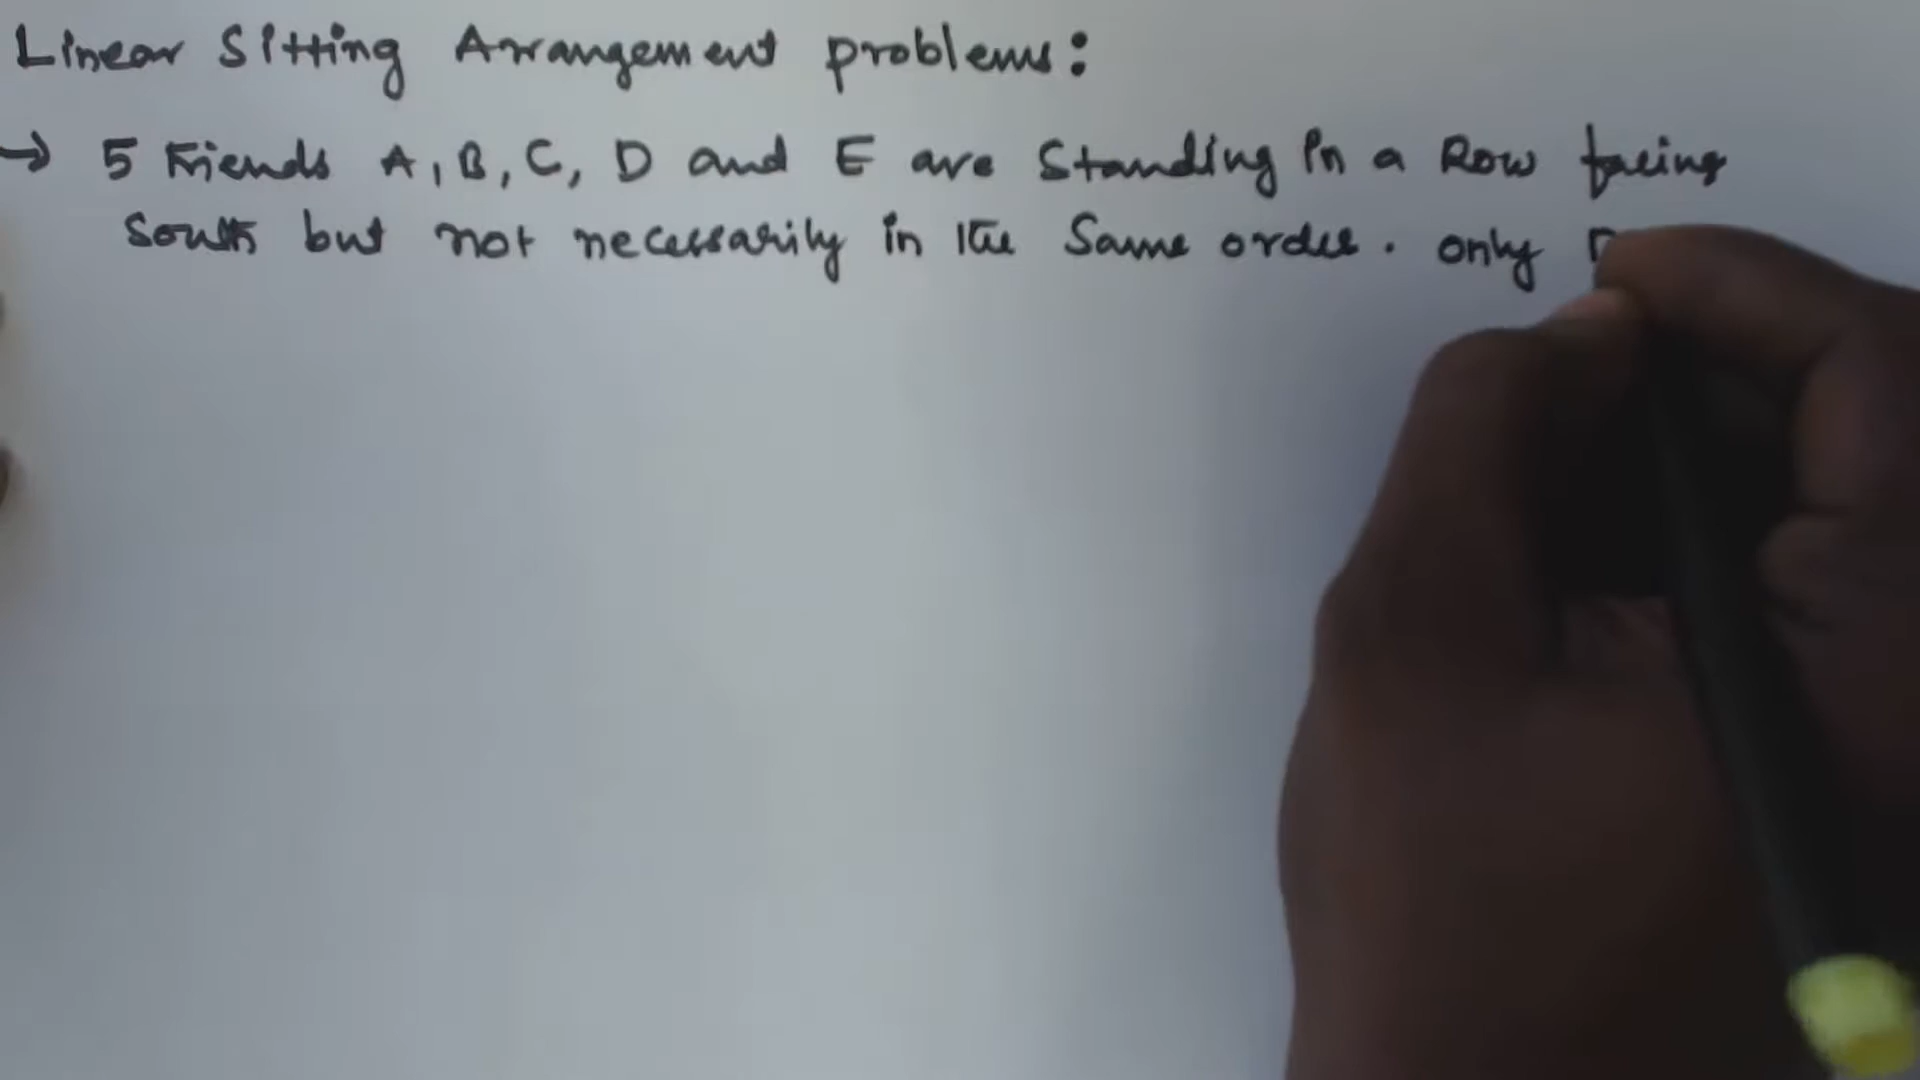 Linear Sitting Arrangement problems:
→ 5 Friends A, B, C, D and E are Standing in a Row facing
South but not necessarily in the Same order. only